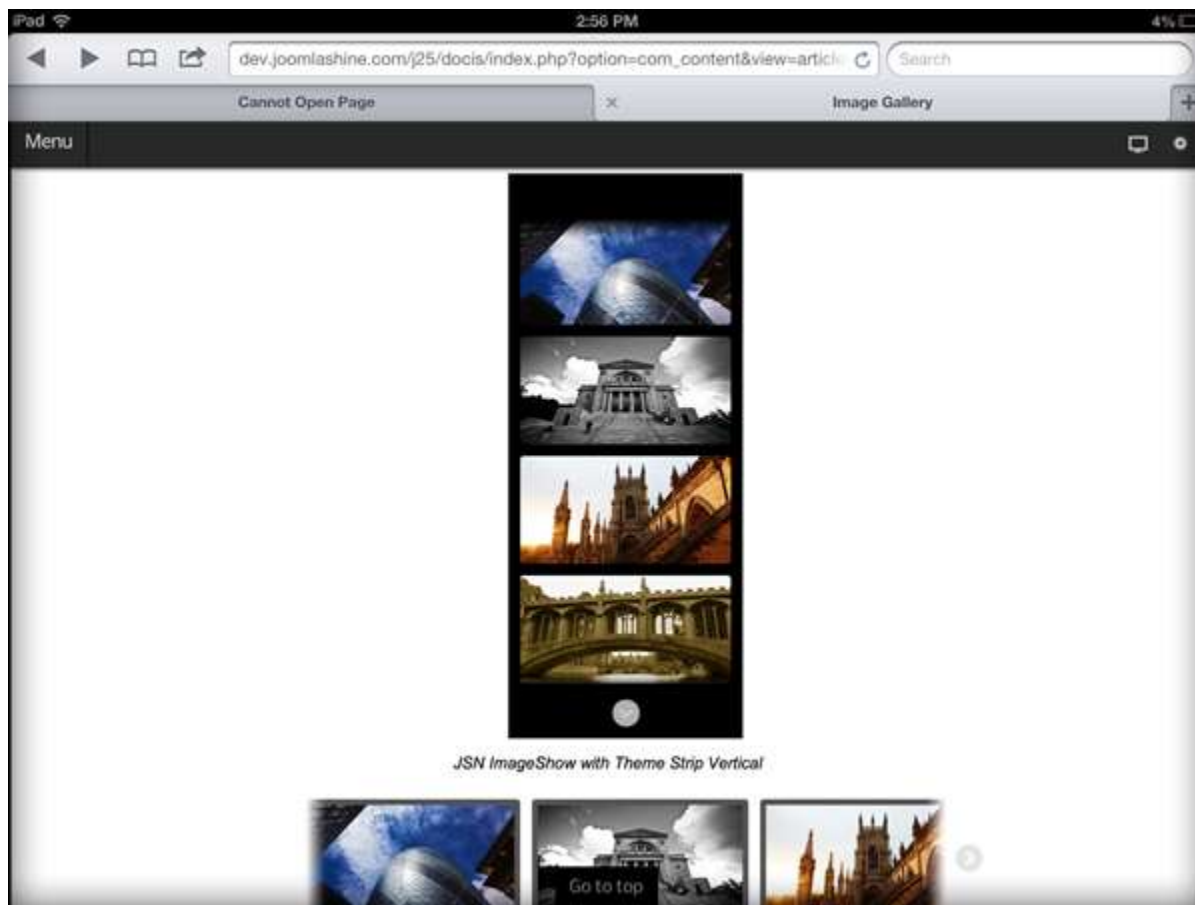 iPad 2:56 PM 4%
dev.joomlashine.com/j25/docis/index.php?option=com_content&view=article Search
Cannot Open Page Image Gallery
Menu
JSN ImageShow with Theme Strip Vertical
Go to top